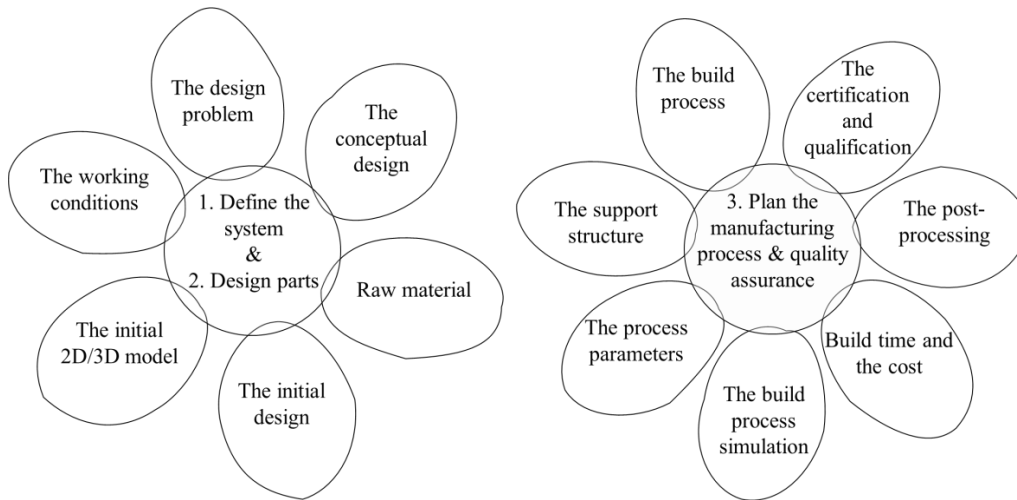 The design
problem
The
conceptual
design
The working
conditions
1. Define the
system
&
2. Design parts
Raw material
The initial
2D/3D model
The initial
design
The build
process
The
certification
and
qualification
The support
structure
3. Plan the
manufacturing
process & quality
assurance
The post-
processing
The process
parameters
Build time and
the cost
The build
process
simulation